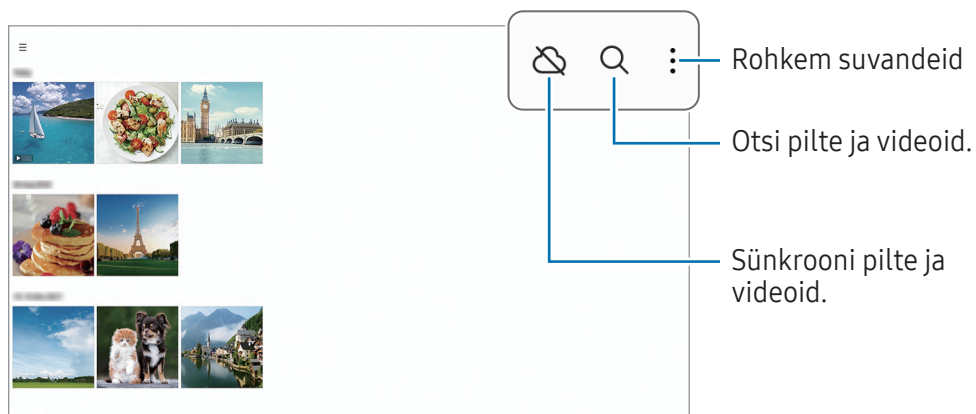 Rohkem suvandeid
Otsi pilte ja videoid.
Sünkrooni pilte ja
videoid.